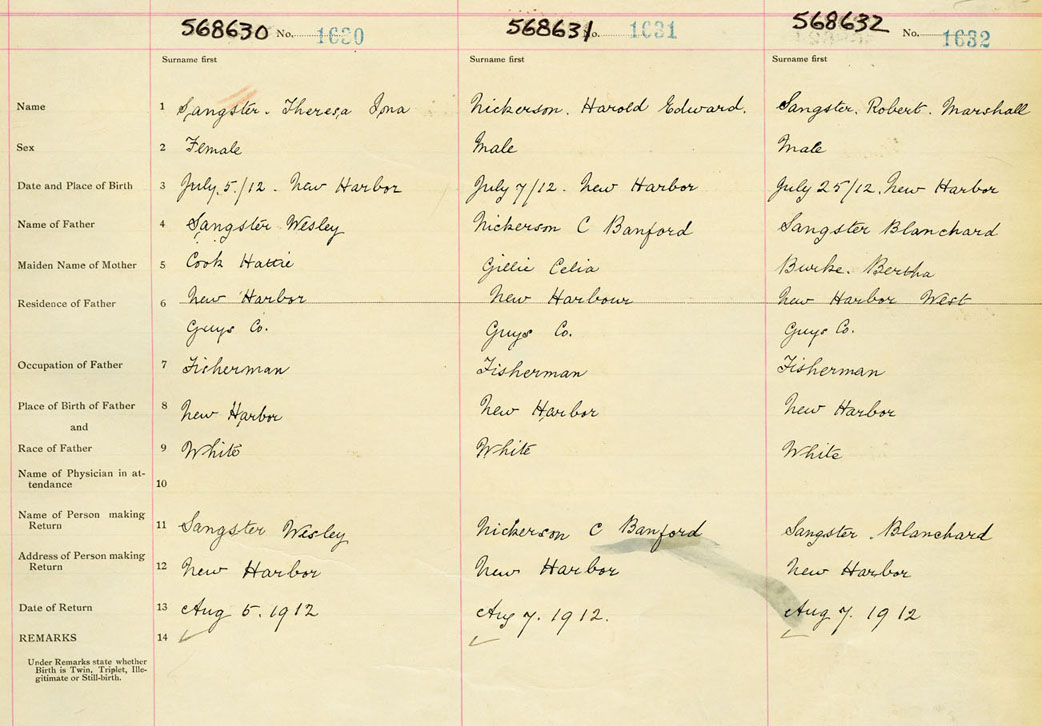 568630 No. 1630 568631 No. 1631 568632 No. 1632
Surname first Surname first Surname first
Name 1 Sangster. Theresa Ina Nickerson. Harold Edward. Sangster. Robert. Marshall
Sex 2 Female Male Male
Date and Place of Birth 3 July. 5./12. New Harbor July 7/12. New Harbor July 25/12. New Harbor
Name of Father 4 Sangster Wesley Nickerson C Banford Sangster Blanchard
Maiden Name of Mother 5 Cook Hattie Gillie Celia Burke. Bertha
Residence of Father 6 New Harbor New Harbour New Harbor West
Guys Co. Guys Co. Guys Co.
Occupation of Father 7 Fisherman Fisherman Fisherman
Place of Birth of Father 8 New Harbor New Harbor New Harbor
and
Race of Father 9 White White White
Name of Physician in at-
tendance 10
Name of Person making
Return 11 Sangster Wesley Nickerson C Banford Sangster Blanchard
Address of Person making
Return 12 New Harbor New Harbor New Harbor
Date of Return 13 Aug 5. 1912 Aug 7. 1912. Aug 7. 1912
REMARKS 14
Under Remarks state whether
Birth is Twin, Triplet, Ille-
gitimate or Still-birth.